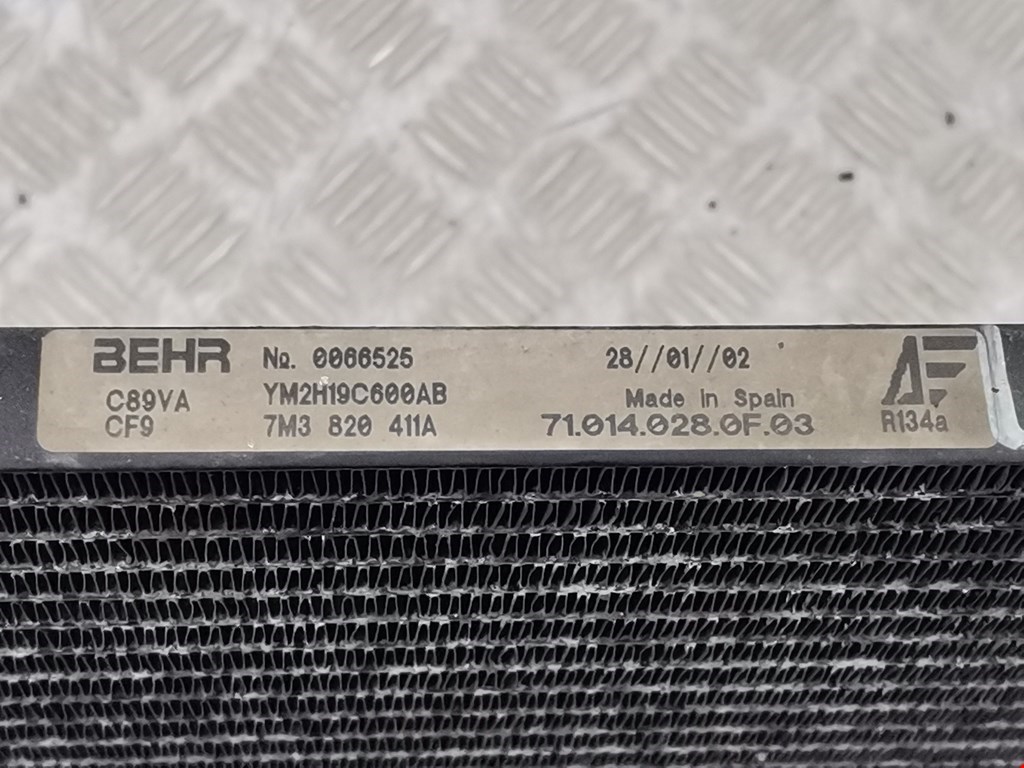 BEHR № 0066525 28//01//02 AF
C89VA YM2H19C600AB Made in Spain
CF9 7M3 820 411A 71.014.028.0F.03 R134a